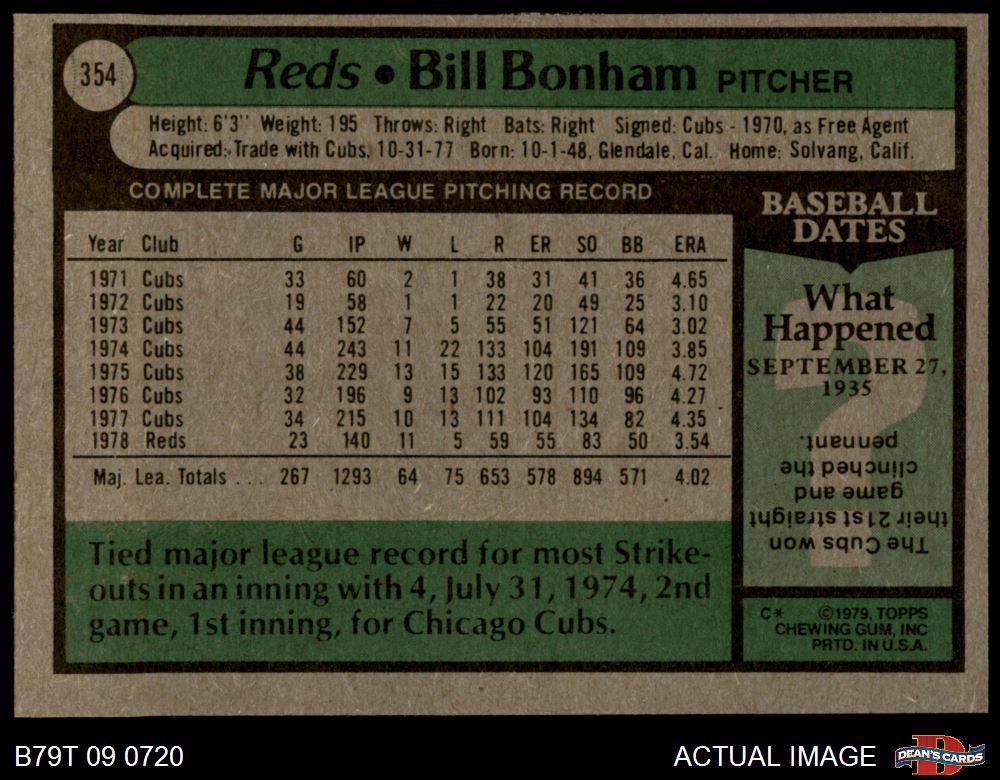 354
Reds • Bill Bonham PITCHER
Height: 6'3" Weight: 195 Throws: Right Bats: Right Signed: Cubs - 1970, as Free Agent
Acquired: Trade with Cubs, 10-31-77 Born: 10-1-48, Glendale, Cal. Home: Solvang, Calif.
COMPLETE MAJOR LEAGUE PITCHING RECORD
Year Club G IP W L R ER SO BB ERA
1971 Cubs 33 60 2 1 38 31 41 36 4.65
1972 Cubs 19 58 1 1 22 20 49 25 3.10
1973 Cubs 44 152 7 5 55 51 121 64 3.02
1974 Cubs 44 243 11 22 133 104 191 109 3.85
1975 Cubs 38 229 13 15 133 120 165 109 4.72
1976 Cubs 32 196 9 13 102 93 110 96 4.27
1977 Cubs 34 215 10 13 111 104 134 82 4.35
1978 Reds 23 140 11 5 59 55 83 50 3.54
Maj. Lea. Totals . . . 267 1293 64 75 653 578 894 571 4.02
Tied major league record for most Strike-
outs in an inning with 4, July 31, 1974, 2nd
game, 1st inning, for Chicago Cubs.
BASEBALL
DATES
What
Happened
SEPTEMBER 27,
1935
The Cubs won
their 21st straight
game and
clinched the
pennant.
C* ©1979, TOPPS
CHEWING GUM, INC
PRTD. IN U.S.A.
B79T 09 0720
ACTUAL IMAGE
D
DEAN'S CARDS